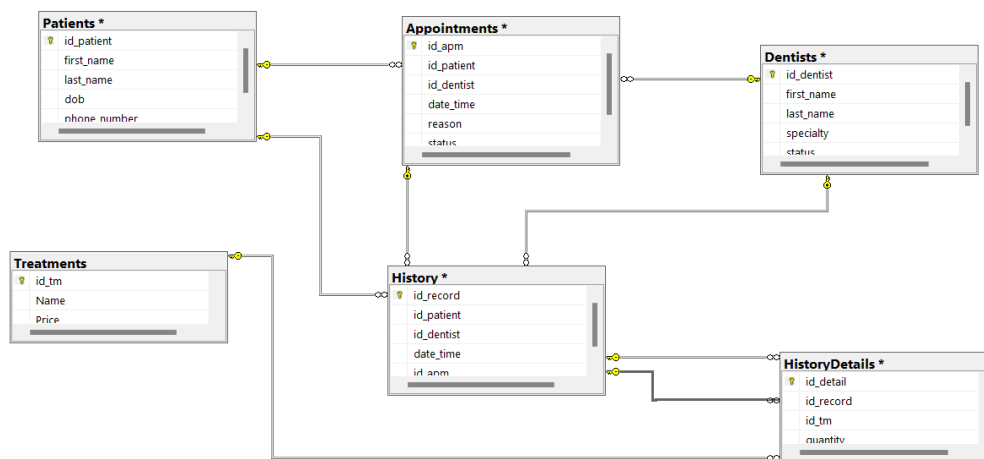 Patients *
id_patient
first_name
last_name
dob
phone_number
Appointments *
id_apm
id_patient
id_dentist
date_time
reason
status
Dentists *
id_dentist
first_name
last_name
specialty
status
Treatments
id_tm
Name
Price
History *
id_record
id_patient
id_dentist
date_time
id_apm
HistoryDetails *
id_detail
id_record
id_tm
quantity